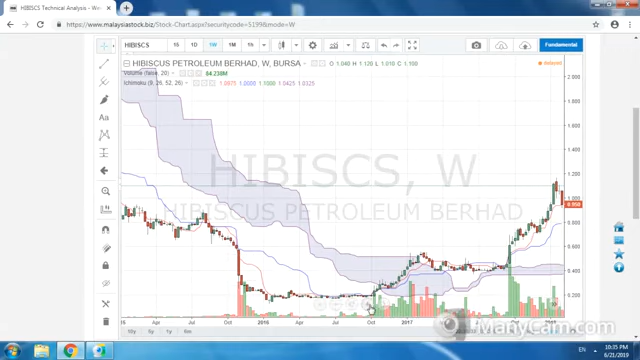 HIBISCS Technical Analysis - W
https://www.malaysiastock.biz/Stock-Chart.aspx?securitycode=5199&mode=W
HIBISCS
15
1D
1W
1M
Fundamental
HIBISCUS PETROLEUM BERHAD, W, BURSA
O 1.040 H 1.120 L 1.010 C 1.100
delayed
Volume (false, 20)
84.238M
Ichimoku (9, 26, 52, 26)
1.0875 1.0000 1.1000 1.0425 1.0325
Aa
HIBISCS, W
HIBISCUS PETROLEUM BERHAD
2.000
1.800
1.600
1.400
1.200
1.000
0.950
0.800
0.600
0.400
0.200
15
Apr
Jul
Oct
2016
Apr
Jul
Oct
2017
10y
5y
1y
ManyCam.com
EN
10:35 PM
6/21/2019